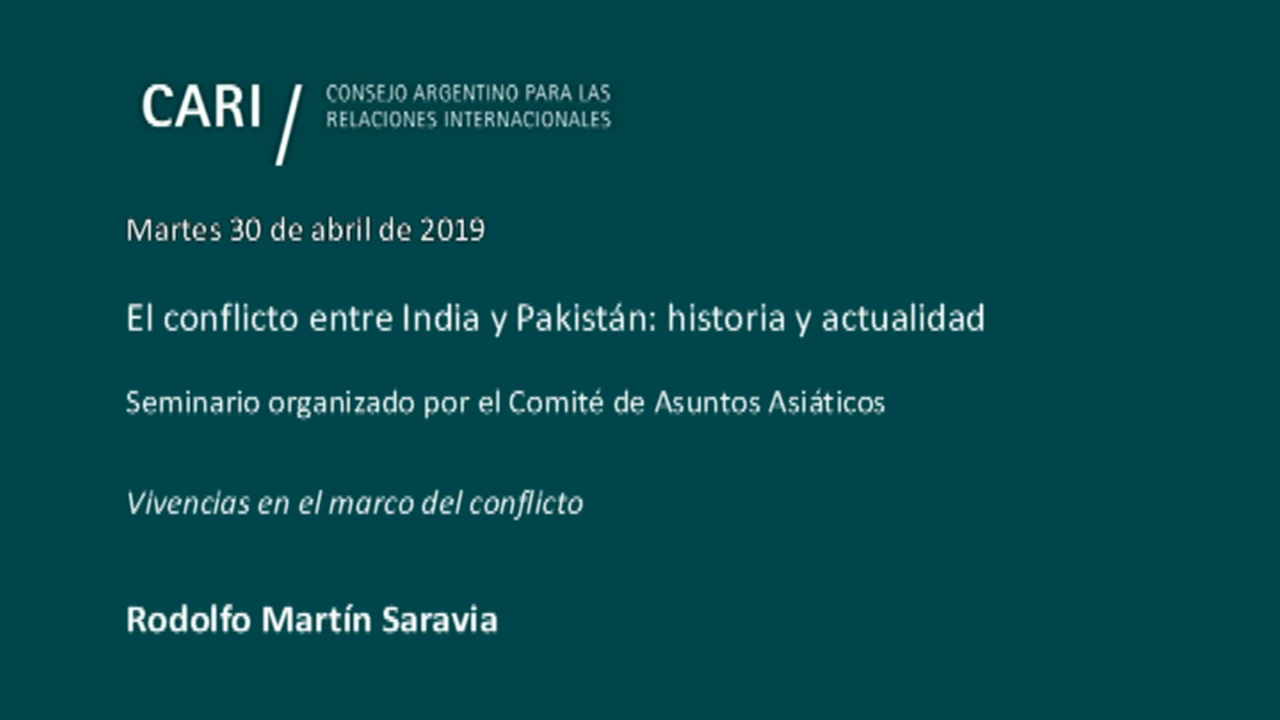 CARI /
CONSEJO ARGENTINO PARA LAS
RELACIONES INTERNACIONALES
Martes 30 de abril de 2019
El conflicto entre India y Pakistán: historia y actualidad
Seminario organizado por el Comité de Asuntos Asiáticos
Vivencias en el marco del conflicto
Rodolfo Martín Saravia